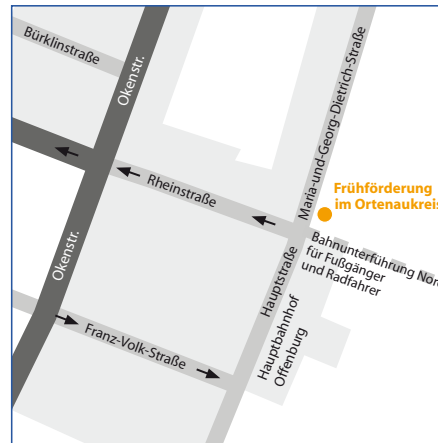 Bürklinstraße
Okenstr.
Maria-und-Georg-Dietrich-Straße
Rheinstraße
Frühförderung
im Ortenaukreis
Bahnunterführung Nord
für Fußgänger
und Radfahrer
Okenstr.
Hauptstraße
Hauptbahnhof
Offenburg
Franz-Volk-Straße